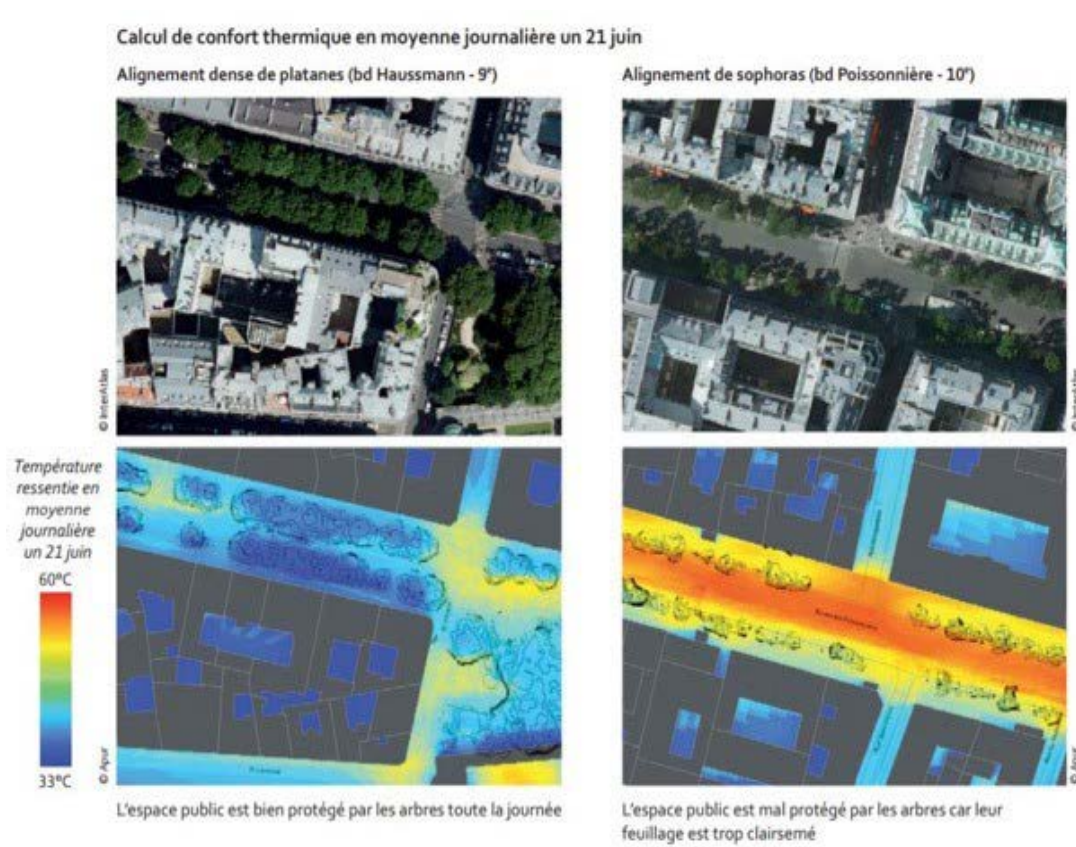 Calcul de confort thermique en moyenne journalière un 21 juin
Alignement dense de platanes (bd Haussmann - 9e)
Alignement de sophoras (bd Poissonnière - 10e)
© InterAtlas
© InterAtlas
Température
ressentie en
moyenne
journalière
un 21 juin
60°C
33°C
© Apur
© Apur
L'espace public est bien protégé par les arbres toute la journée
L'espace public est mal protégé par les arbres car leur
feuillage est trop clairsemé